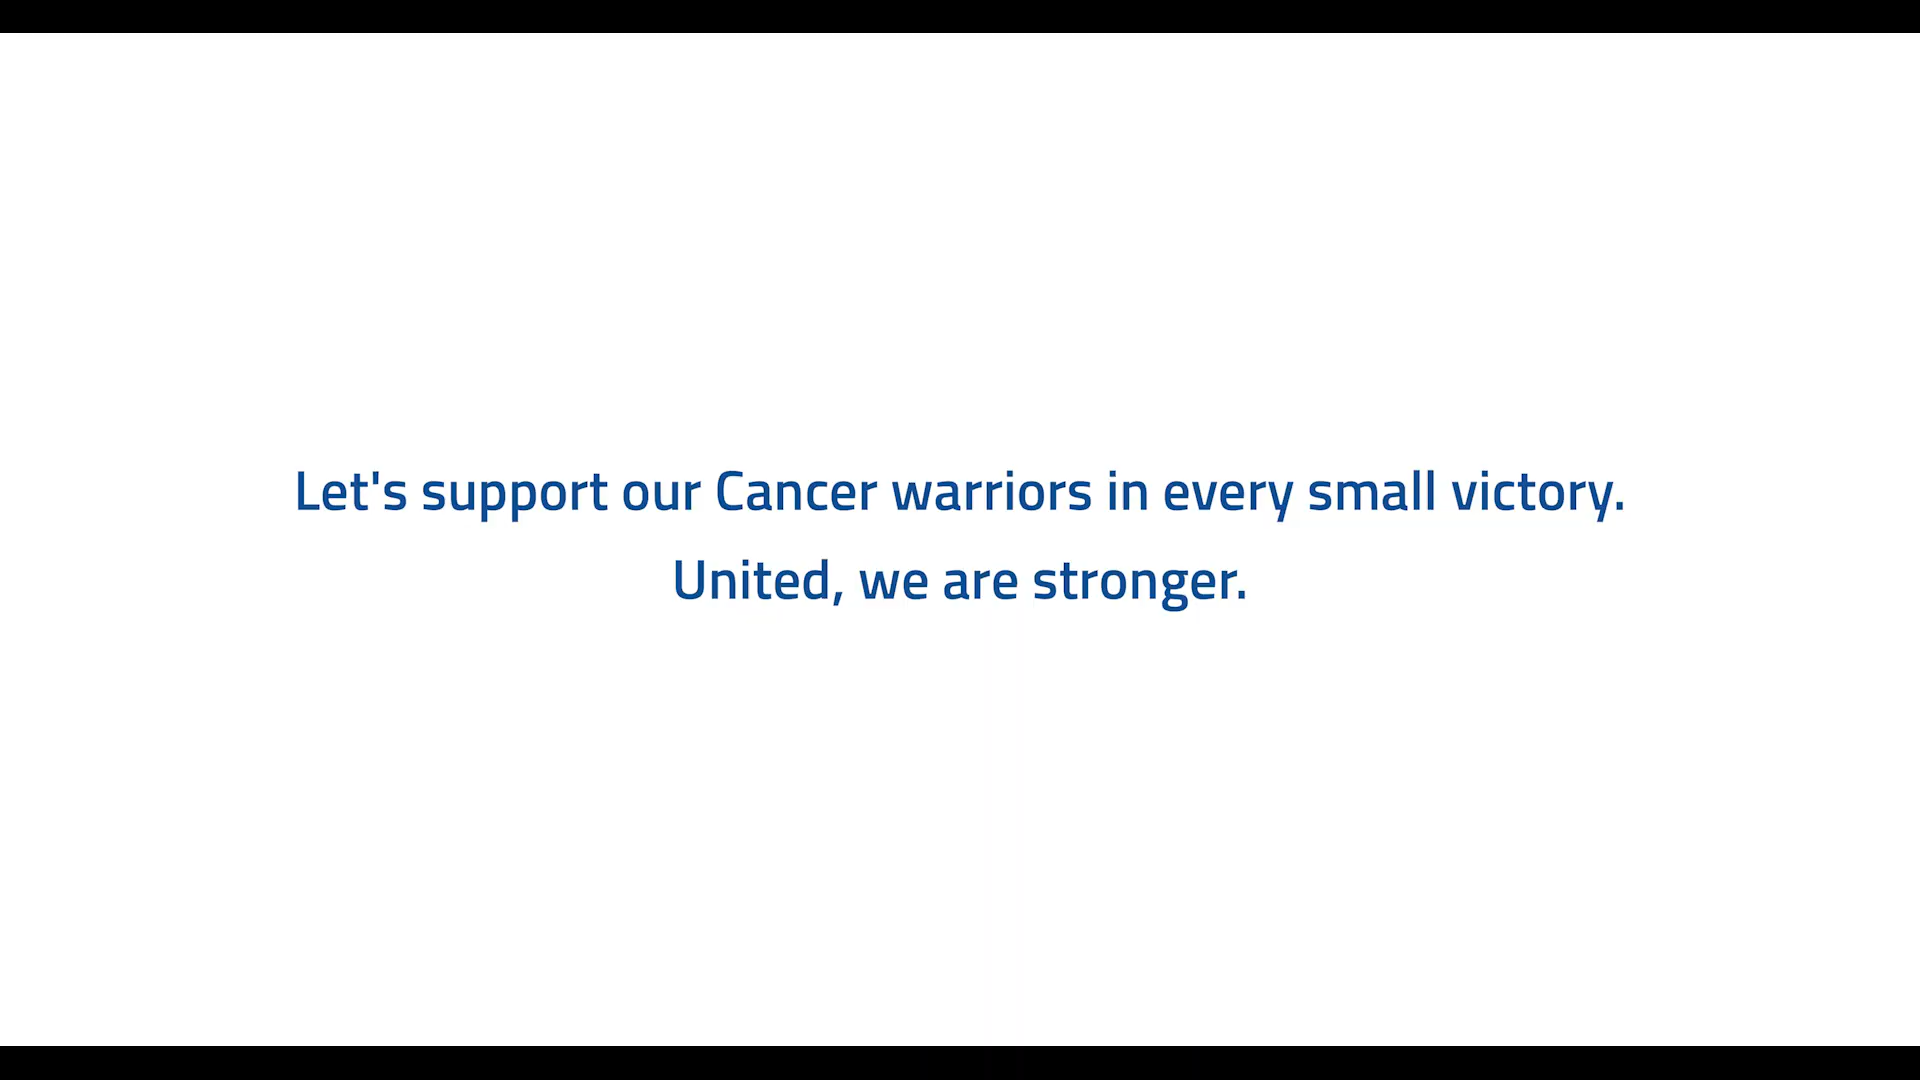 Let's support our Cancer warriors in every small victory.
United, we are stronger.